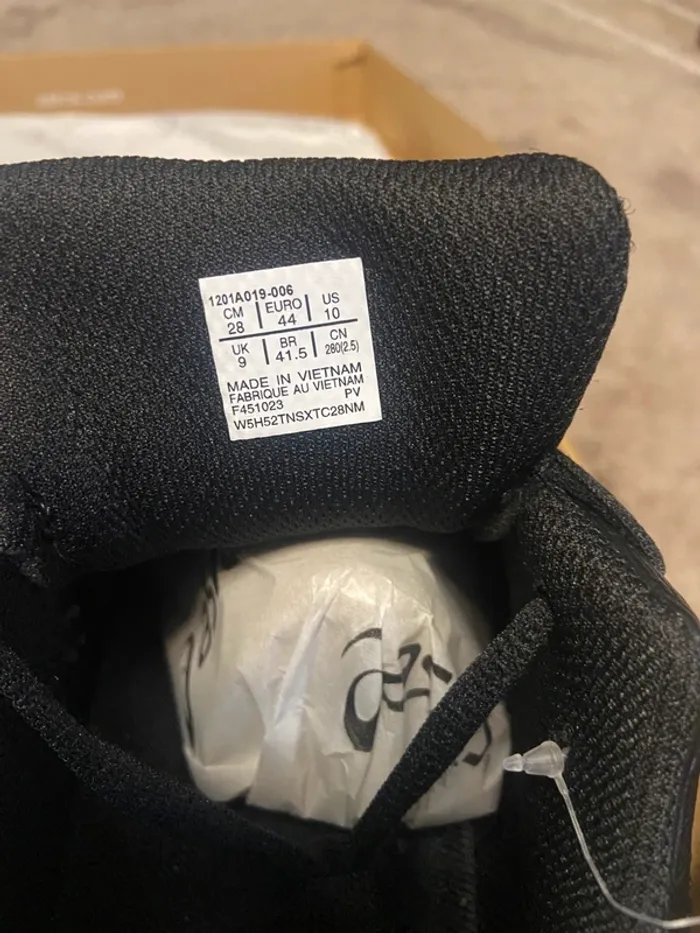 1201A019-006
CM | EURO | US
28 | 44 | 10
UK | BR | CN
9 | 41.5 | 280(2.5)
MADE IN VIETNAM
FABRIQUE AU VIETNAM
F451023 PV
W5H52TNSXTC28NM